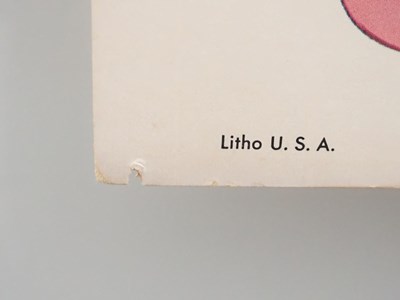 Litho U. S. A.